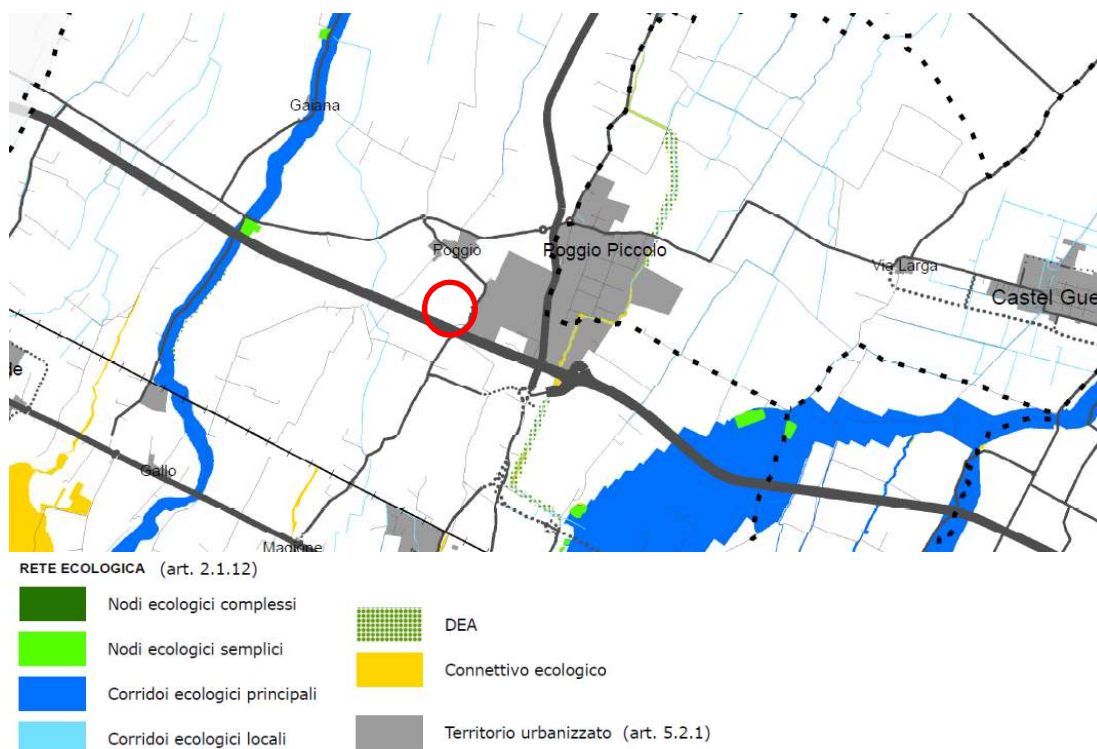 Gaiana
Poggio
Poggio Piccolo
Via Larga
Castel Gue
de
Gallo
Magione
RETE ECOLOGICA (art. 2.1.12)
Nodi ecologici complessi
Nodi ecologici semplici
Corridoi ecologici principali
Corridoi ecologici locali
DEA
Connettivo ecologico
Territorio urbanizzato (art. 5.2.1)